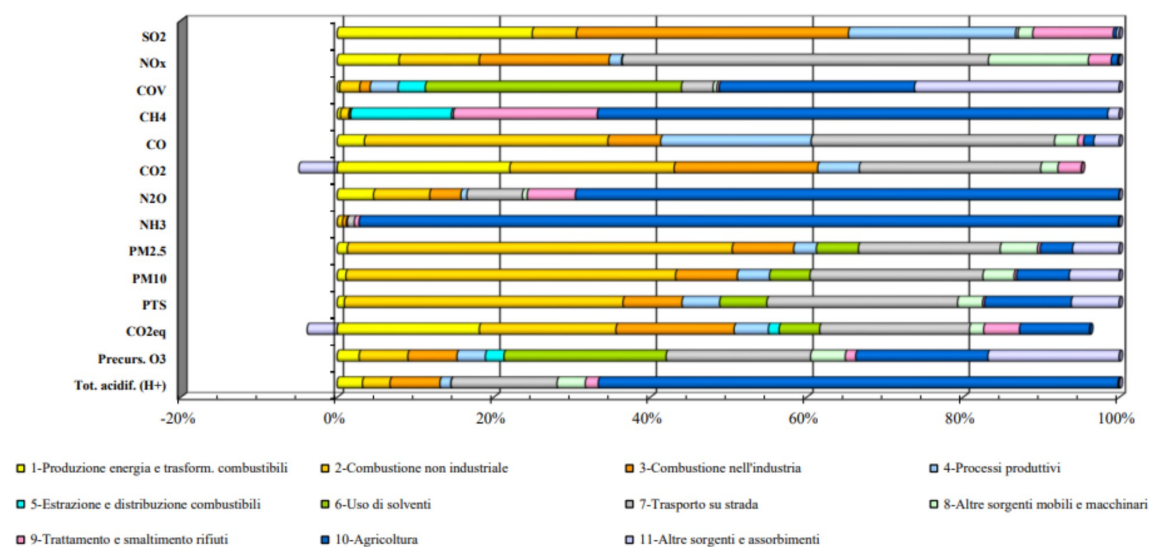 SO2
NOx
COV
CH4
CO
CO2
N2O
NH3
PM2.5
PM10
PTS
CO2eq
Precurs. O3
Tot. acidif. (H+)
-20% 0% 20% 40% 60% 80% 100%
1-Produzione energia e trasform. combustibili 2-Combustione non industriale 3-Combustione nell'industria 4-Processi produttivi
5-Estrazione e distribuzione combustibili 6-Uso di solventi 7-Trasporto su strada 8-Altre sorgenti mobili e macchinari
9-Trattamento e smaltimento rifiuti 10-Agricoltura 11-Altre sorgenti e assorbimenti